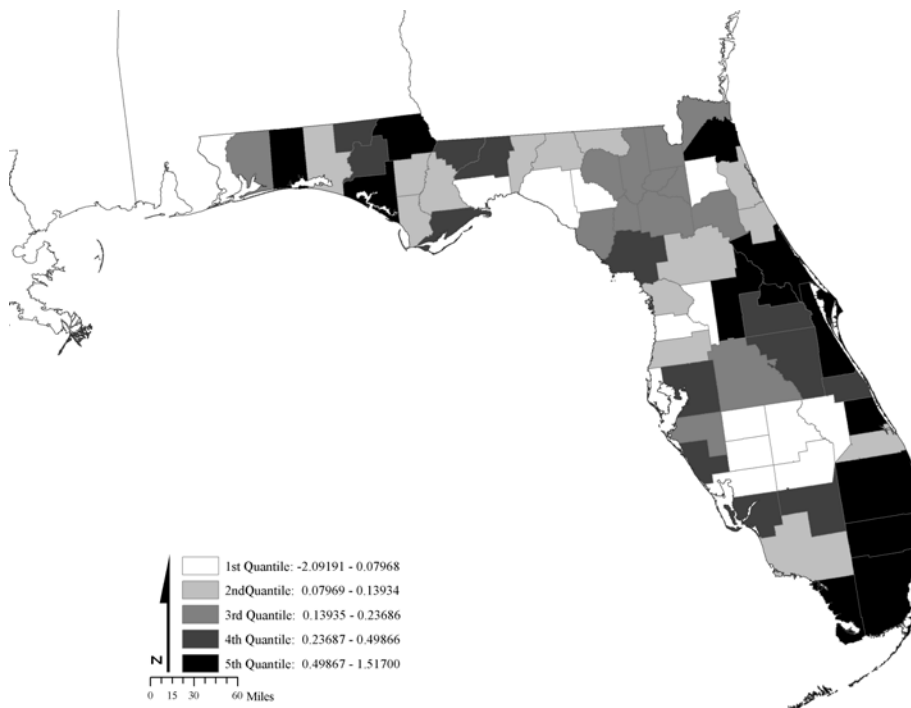 1st Quantile: -2.09191 - 0.07968
2ndQuantile: 0.07969 - 0.13934
3rd Quantile: 0.13935 - 0.23686
4th Quantile: 0.23687 - 0.49866
5th Quantile: 0.49867 - 1.51700
N
0 15 30 60 Miles